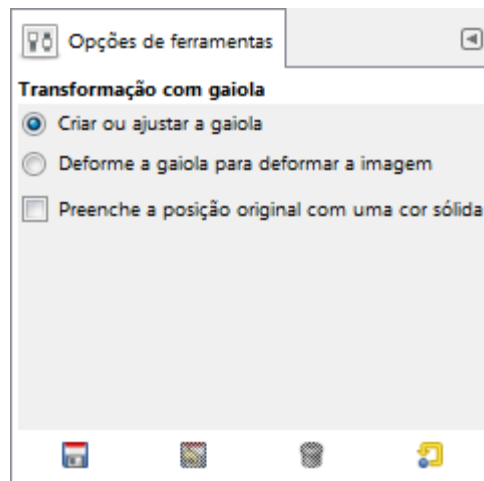 Opções de ferramentas
Transformação com gaiola
Criar ou ajustar a gaiola
Deforme a gaiola para deformar a imagem
Preenche a posição original com uma cor sólida